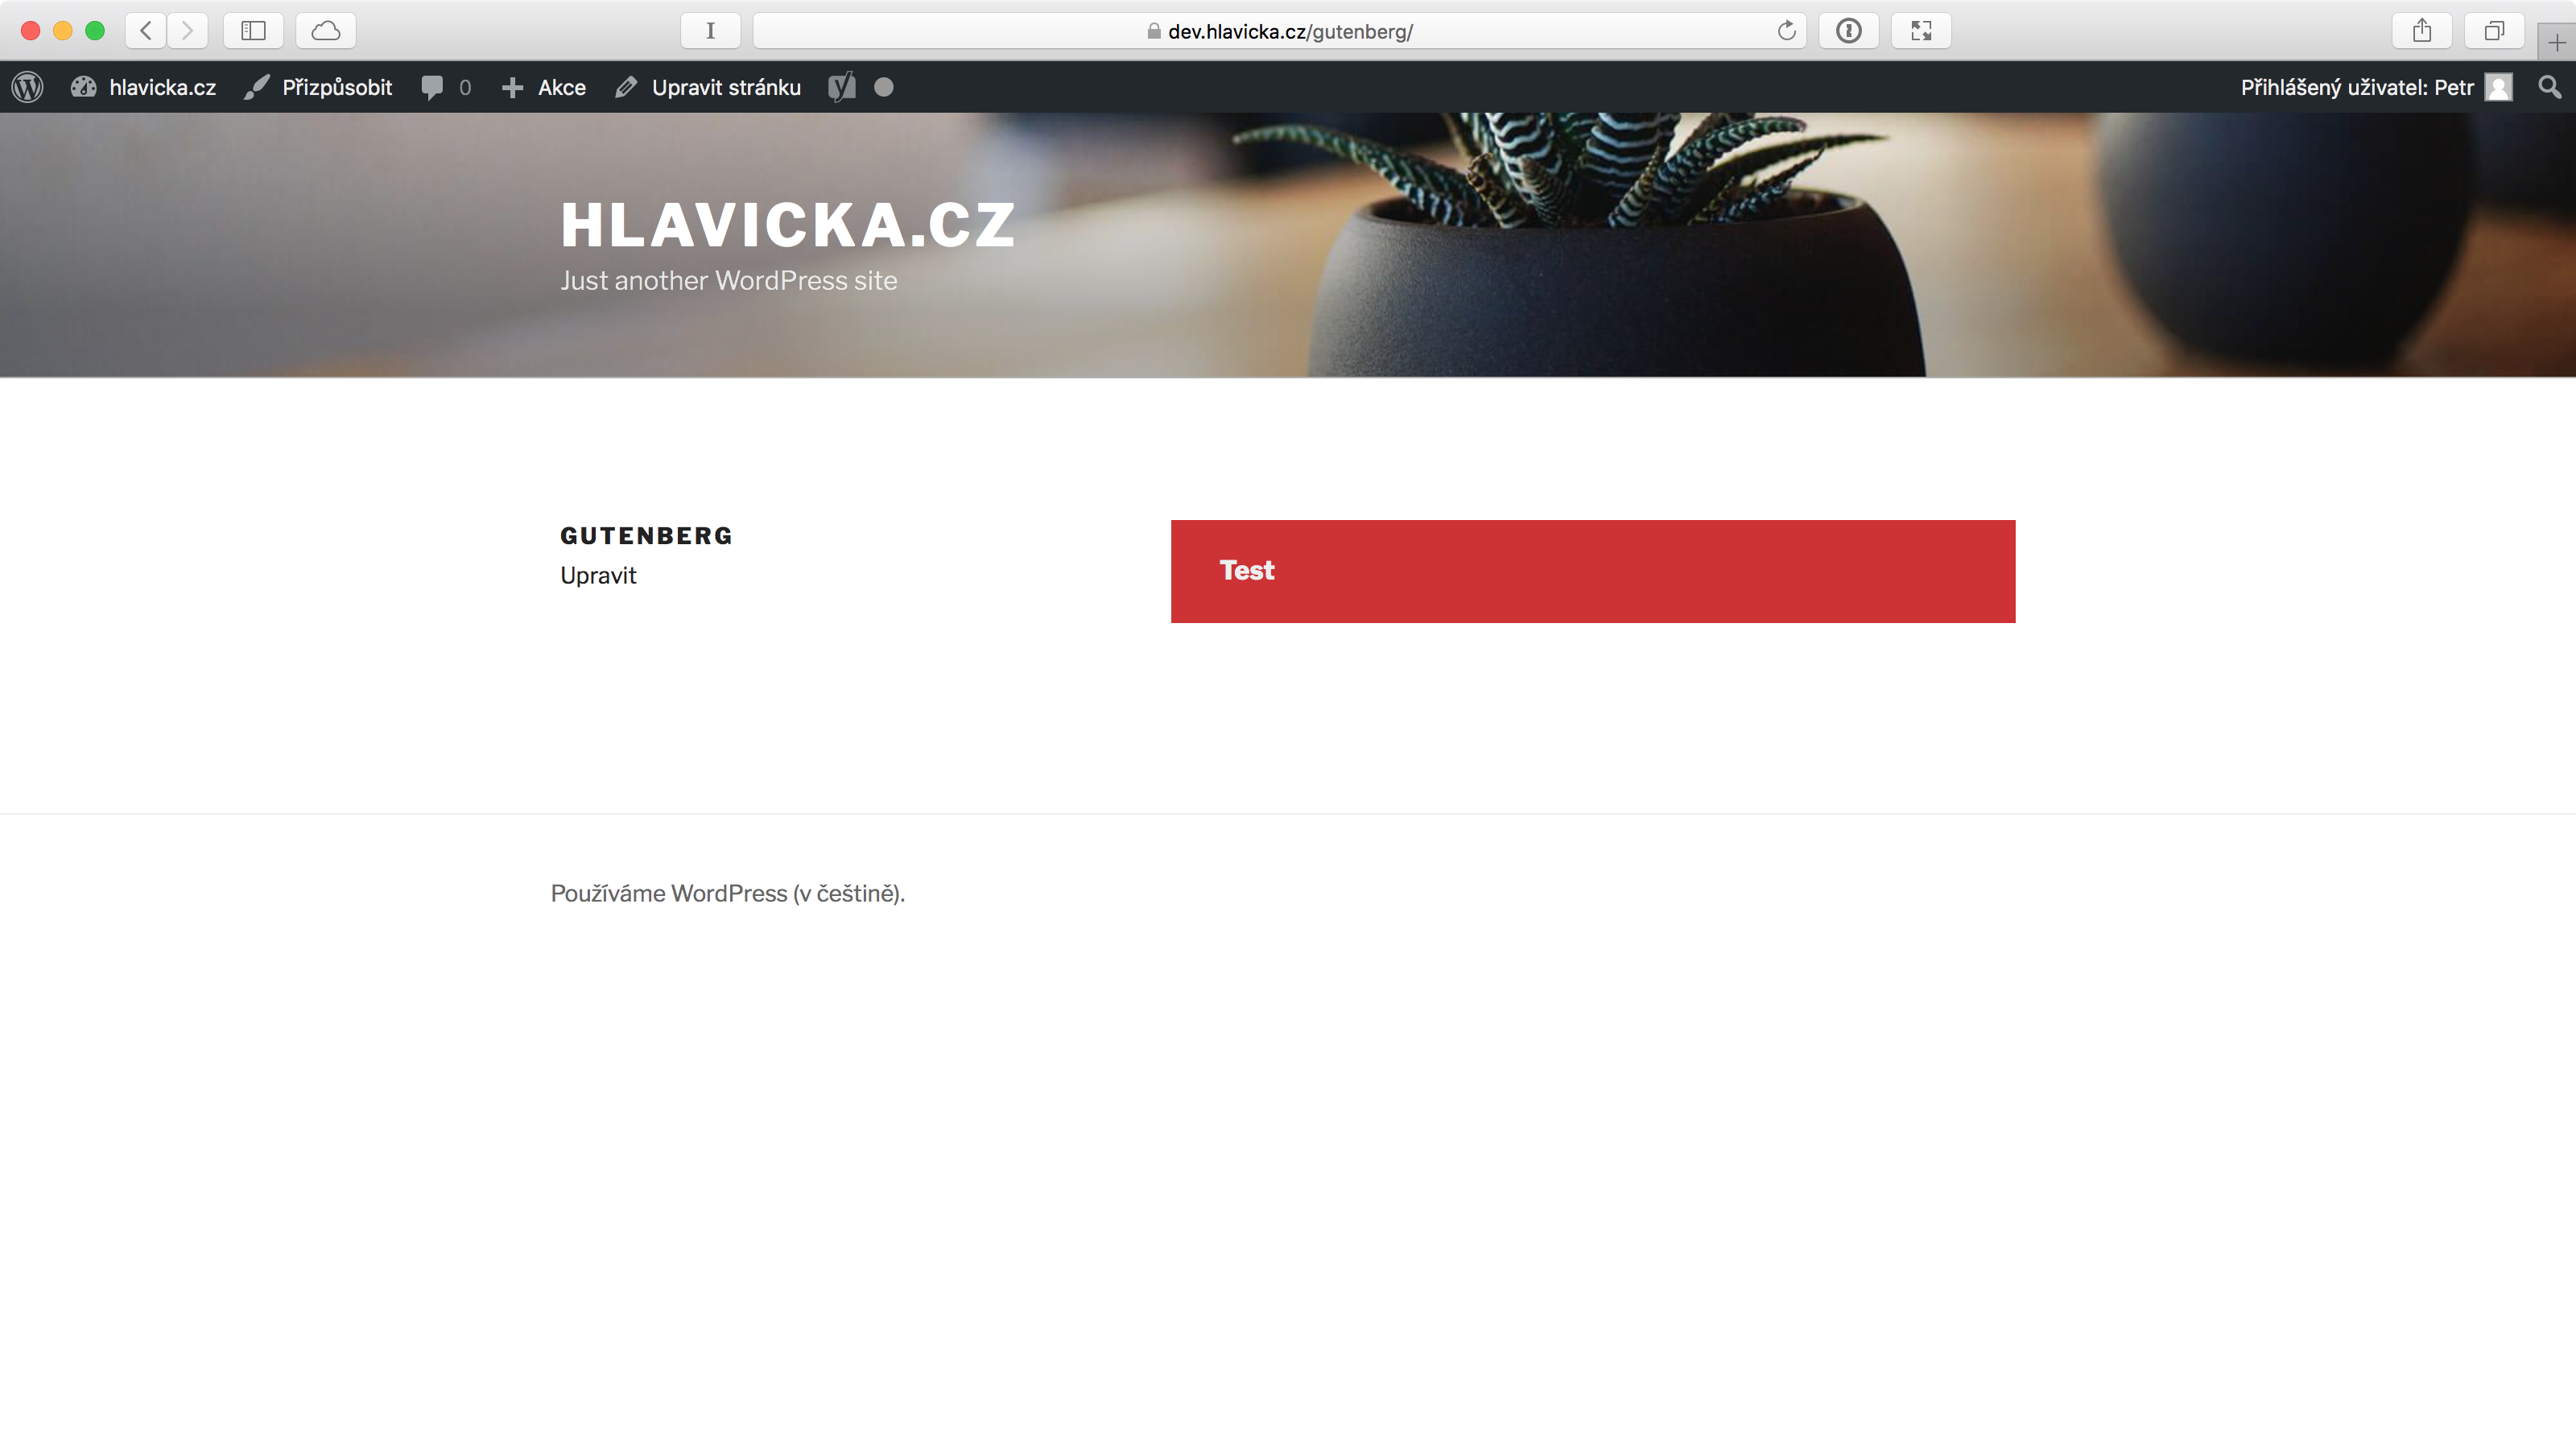 dev.hlavicka.cz/gutenberg/
hlavicka.cz Přizpůsobit 0 Akce Upravit stránku Přihlášený uživatel: Petr
HLAVICKA.CZ
Just another WordPress site
GUTENBERG
Upravit
Test
Používáme WordPress (v češtině).